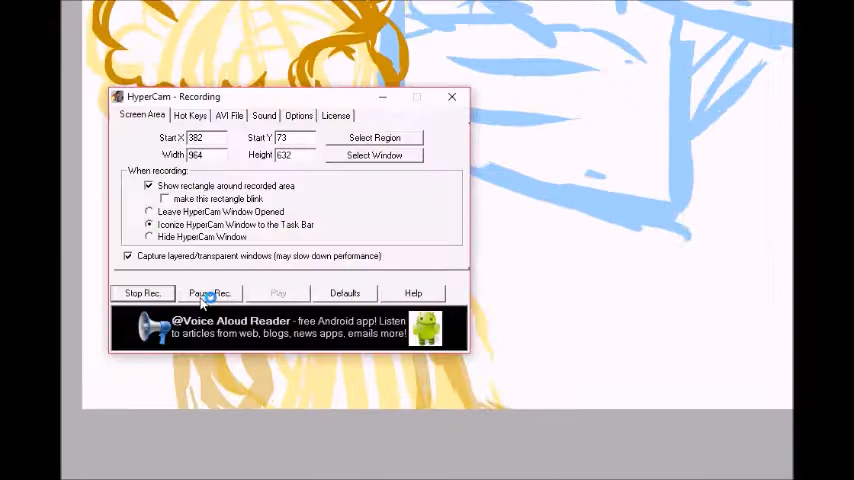 HyperCam - Recording
Screen Area Hot Keys AVI File Sound Options License
Start X 382 Start Y 73 Select Region
Width 964 Height 632 Select Window
When recording:
Show rectangle around recorded area
make this rectangle blink
Leave HyperCam Window Opened
Iconize HyperCam Window to the Task Bar
Hide HyperCam Window
Capture layered/transparent windows (may slow down performance)
Stop Rec. Pause Rec. Play Defaults Help
@Voice Aloud Reader - free Android app! Listen
to articles from web, blogs, news apps, emails more!